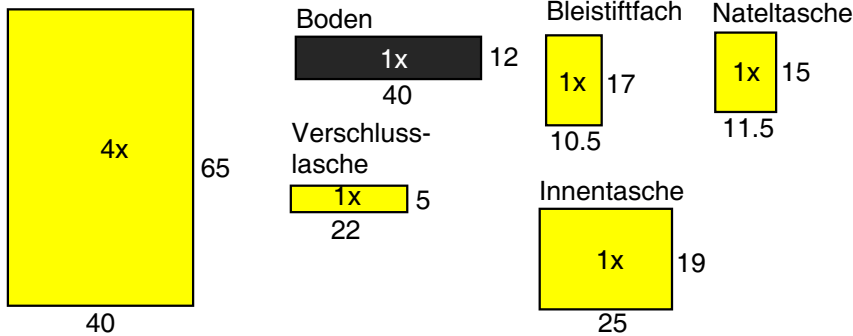 4x
65
40
Boden
1x
12
40
Verschluss-
lasche
1x
5
22
Bleistiftfach
1x
17
10.5
Nateltasche
1x
15
11.5
Innentasche
1x
19
25